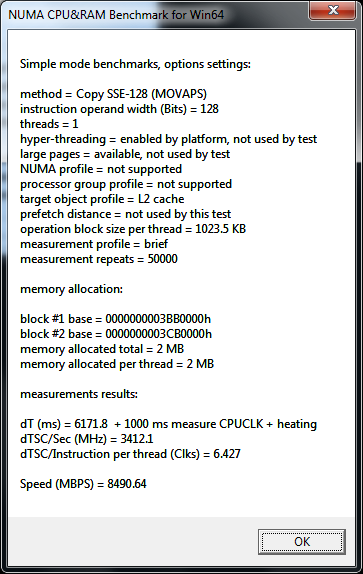 NUMA CPU&RAM Benchmark for Win64
Simple mode benchmarks, options settings:
method = Copy SSE-128 (MOVAPS)
instruction operand width (Bits) = 128
threads = 1
hyper-threading = enabled by platform, not used by test
large pages = available, not used by test
NUMA profile = not supported
processor group profile = not supported
target object profile = L2 cache
prefetch distance = not used by this test
operation block size per thread = 1023.5 KB
measurement profile = brief
measurement repeats = 50000
memory allocation:
block #1 base = 0000000003BB0000h
block #2 base = 0000000003CB0000h
memory allocated total = 2 MB
memory allocated per thread = 2 MB
measurements results:
dT (ms) = 6171.8  + 1000 ms measure CPUCLK + heating
dTSC/Sec (MHz) = 3412.1
dTSC/Instruction per thread (Clks) = 6.427
Speed (MBPS) = 8490.64
OK